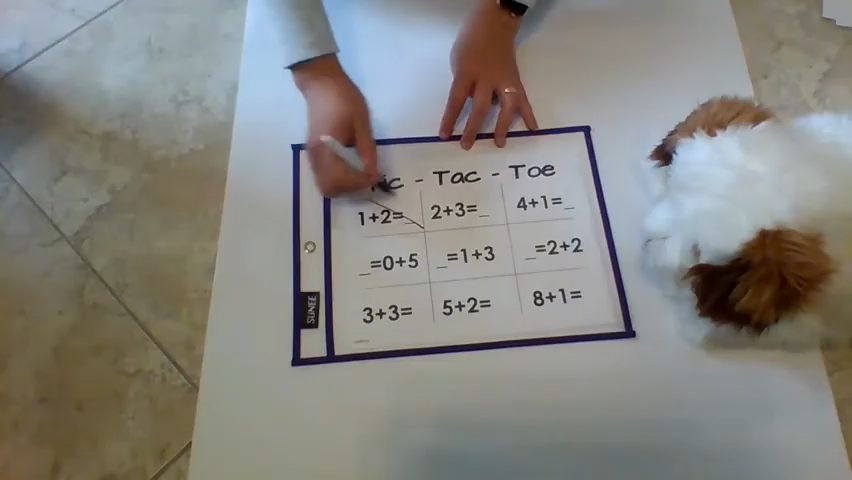 Tic - Tac - Toe
1+2=_ 2+3=_ 4+1=_
_=0+5 _=1+3 _=2+2
3+3= 5+2= 8+1=
SUNEE